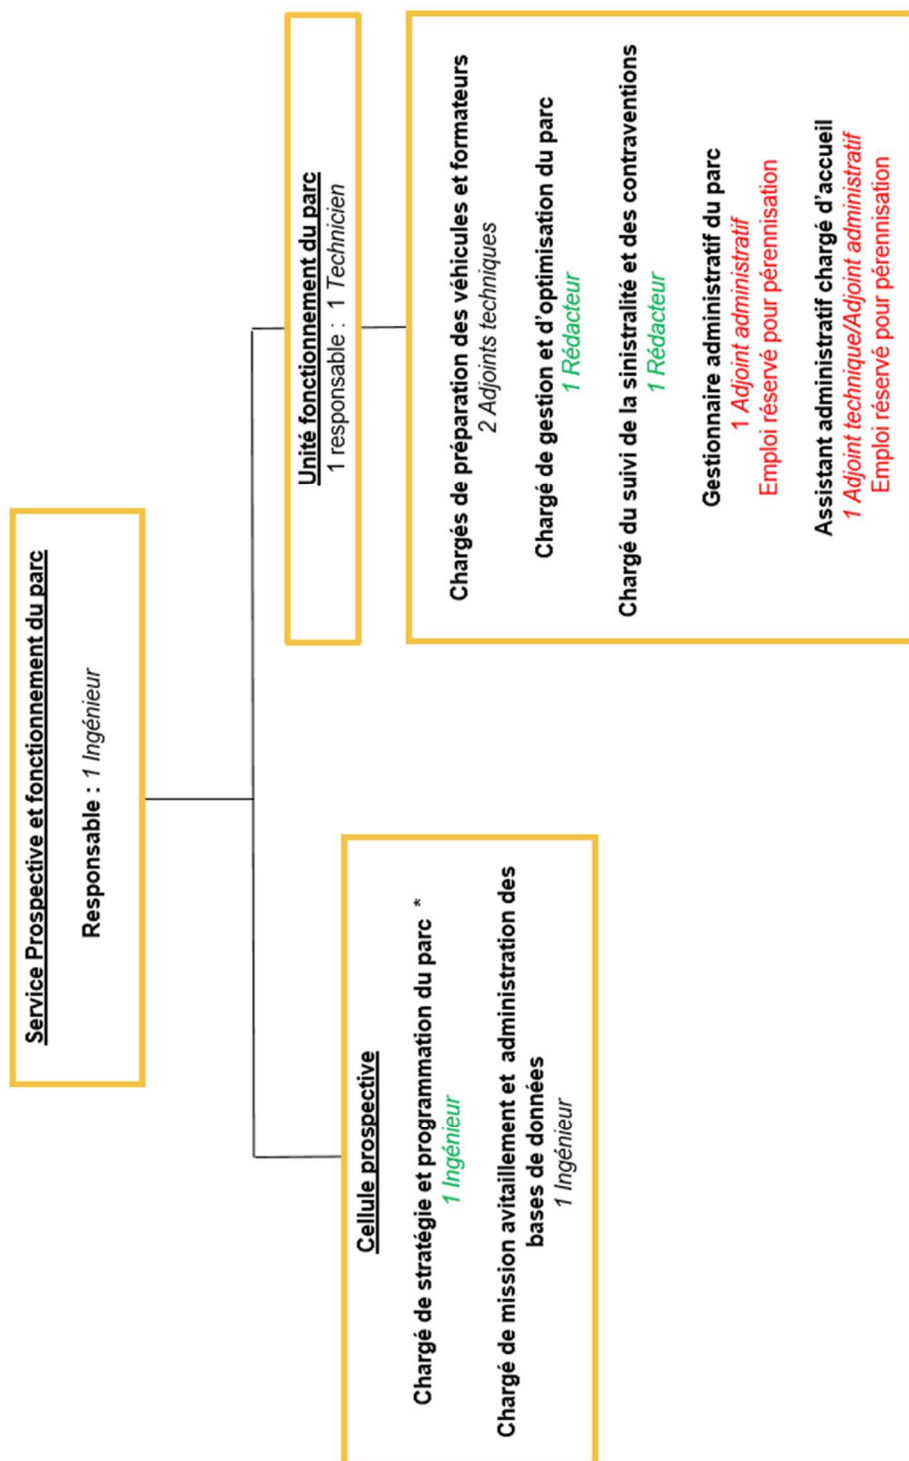 Service Prospective et fonctionnement du parc
Responsable : 1 Ingénieur
Cellule prospective
Chargé de stratégie et programmation du parc *
1 Ingénieur
Chargé de mission avitaillement et administration des
bases de données
1 Ingénieur
Unité fonctionnement du parc
1 responsable : 1 Technicien
Chargés de préparation des véhicules et formateurs
2 Adjoints techniques
Chargé de gestion et d'optimisation du parc
1 Rédacteur
Chargé du suivi de la sinistralité et des contraventions
1 Rédacteur
Gestionnaire administratif du parc
1 Adjoint administratif
Emploi réservé pour pérennisation
Assistant administratif chargé d'accueil
1 Adjoint technique/Adjoint administratif
Emploi réservé pour pérennisation